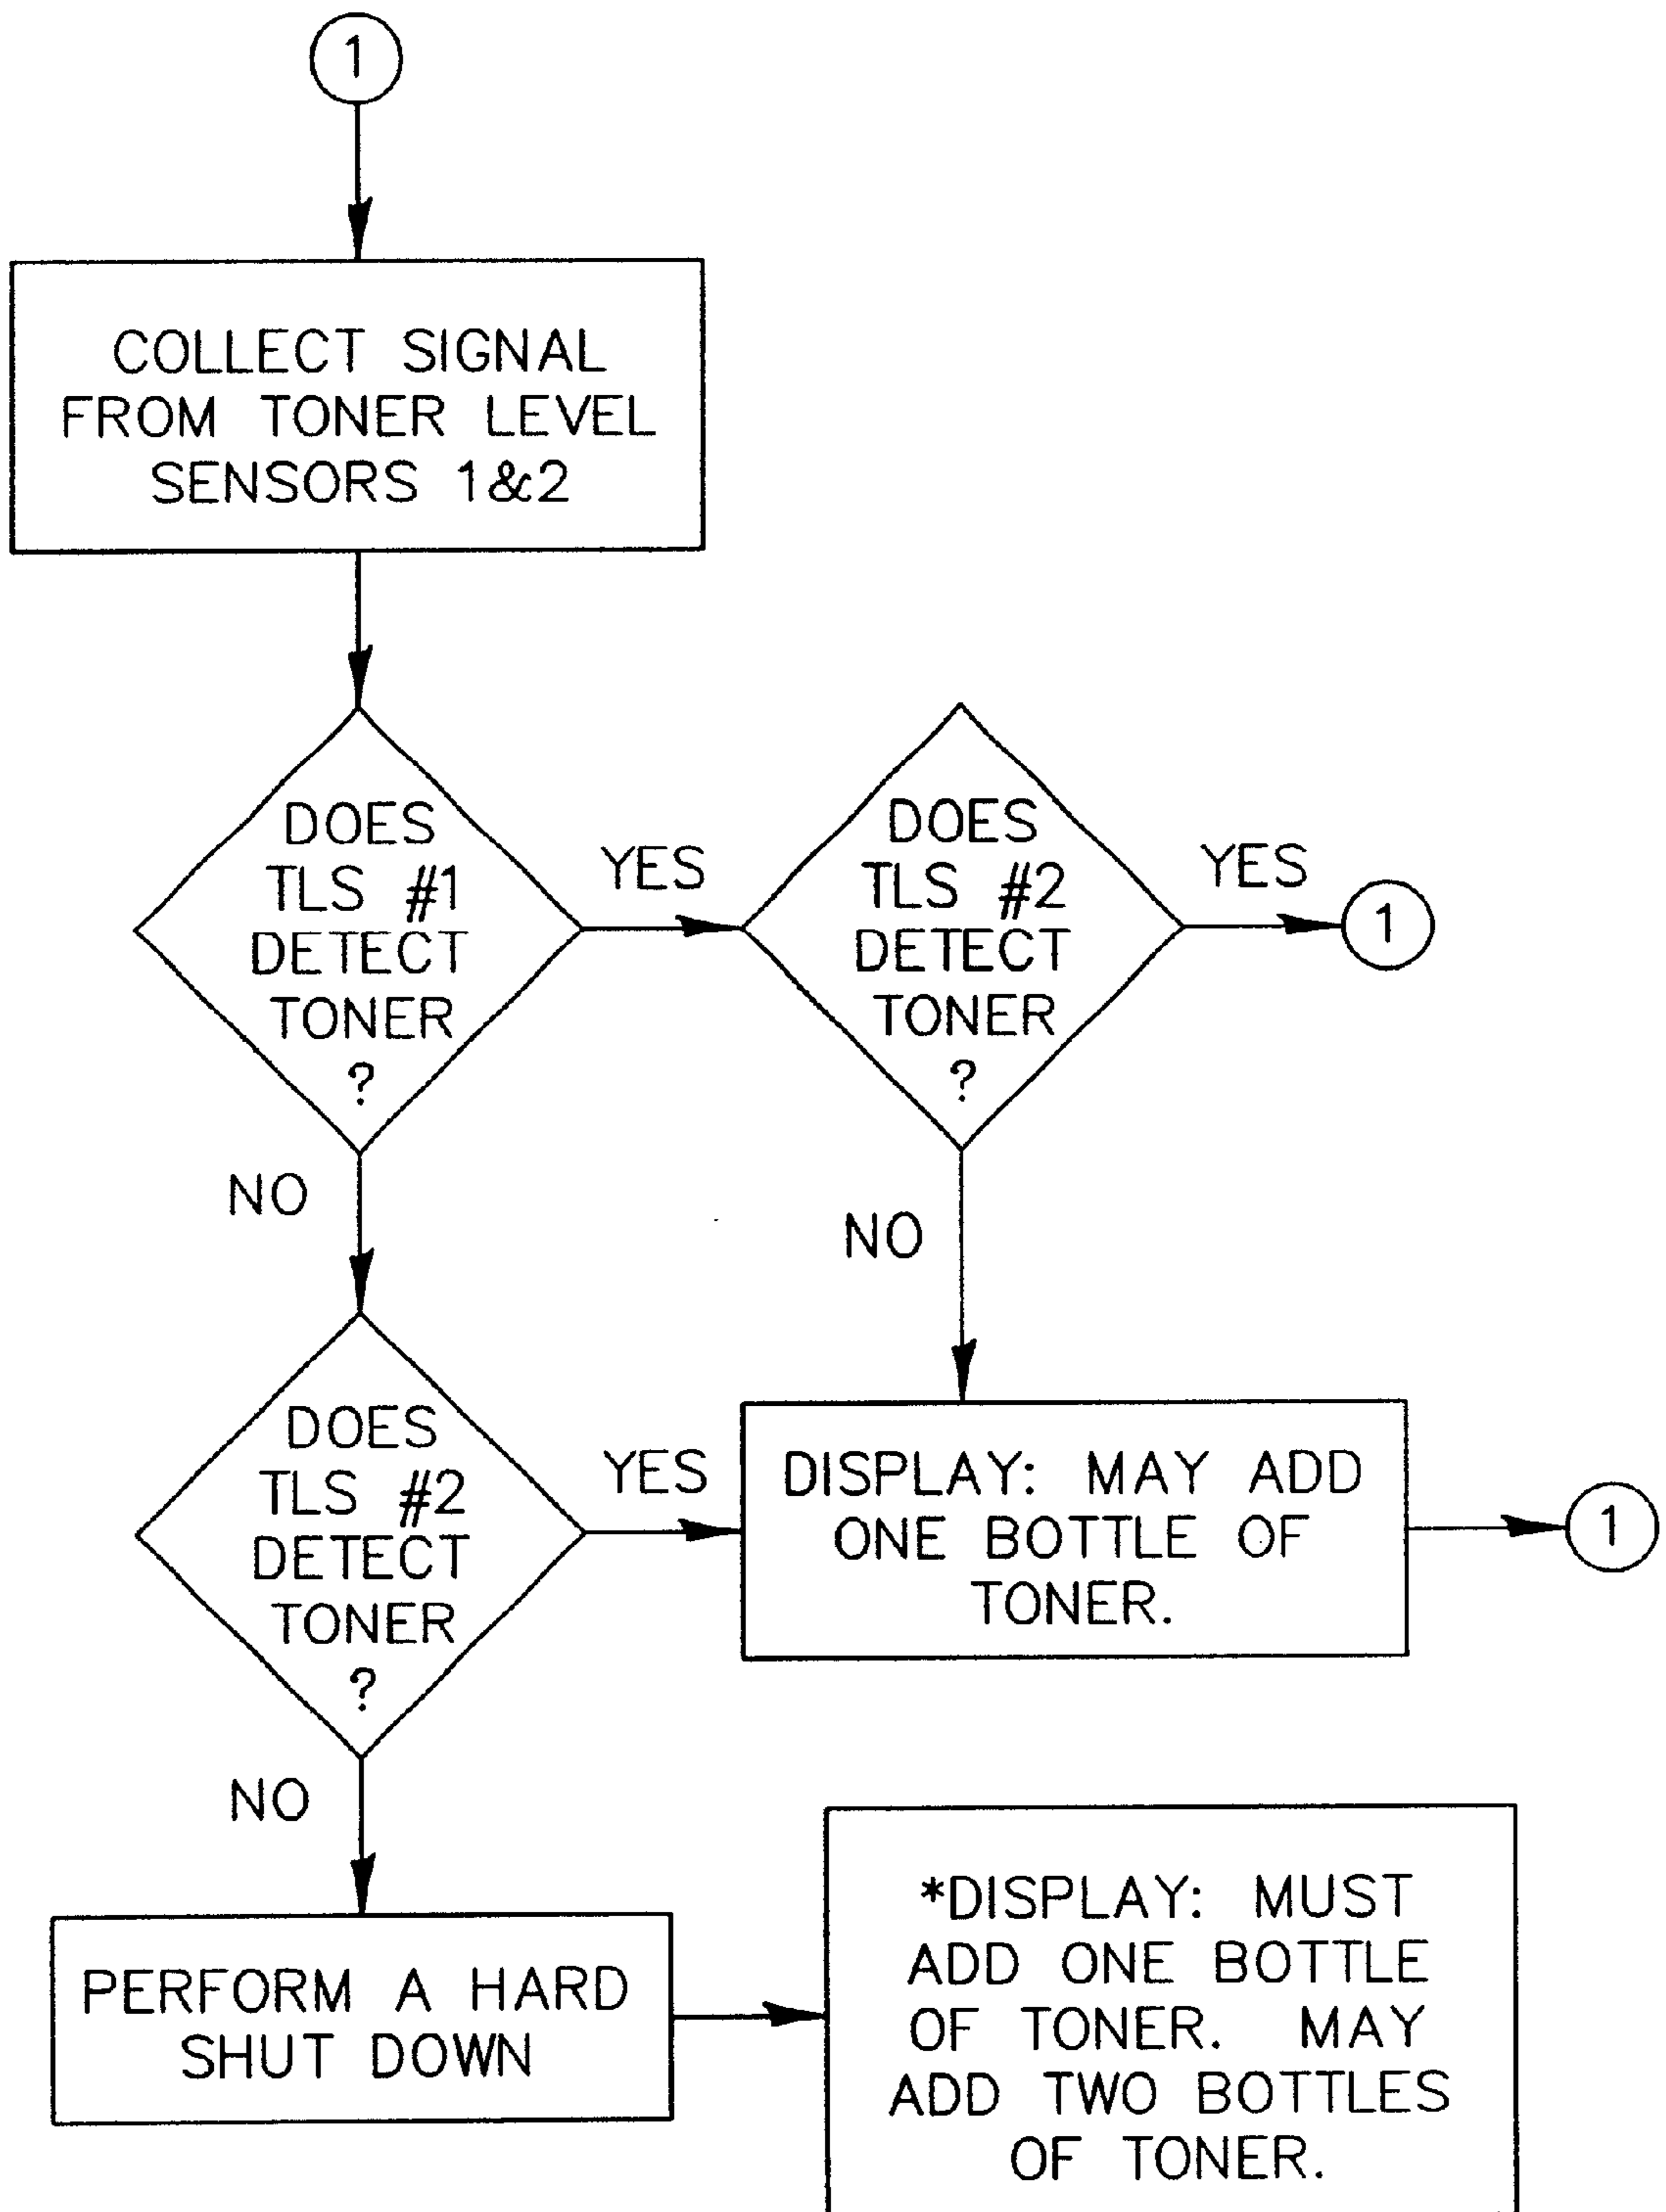 1
COLLECT SIGNAL
FROM TONER LEVEL
SENSORS 1&2
DOES
TLS #1
DETECT
TONER
?
YES
DOES
TLS #2
DETECT
TONER
?
YES
1
NO
NO
DOES
TLS #2
DETECT
TONER
?
YES
DISPLAY: MAY ADD
ONE BOTTLE OF
TONER.
1
NO
PERFORM A HARD
SHUT DOWN
*DISPLAY: MUST
ADD ONE BOTTLE
OF TONER. MAY
ADD TWO BOTTLES
OF TONER.